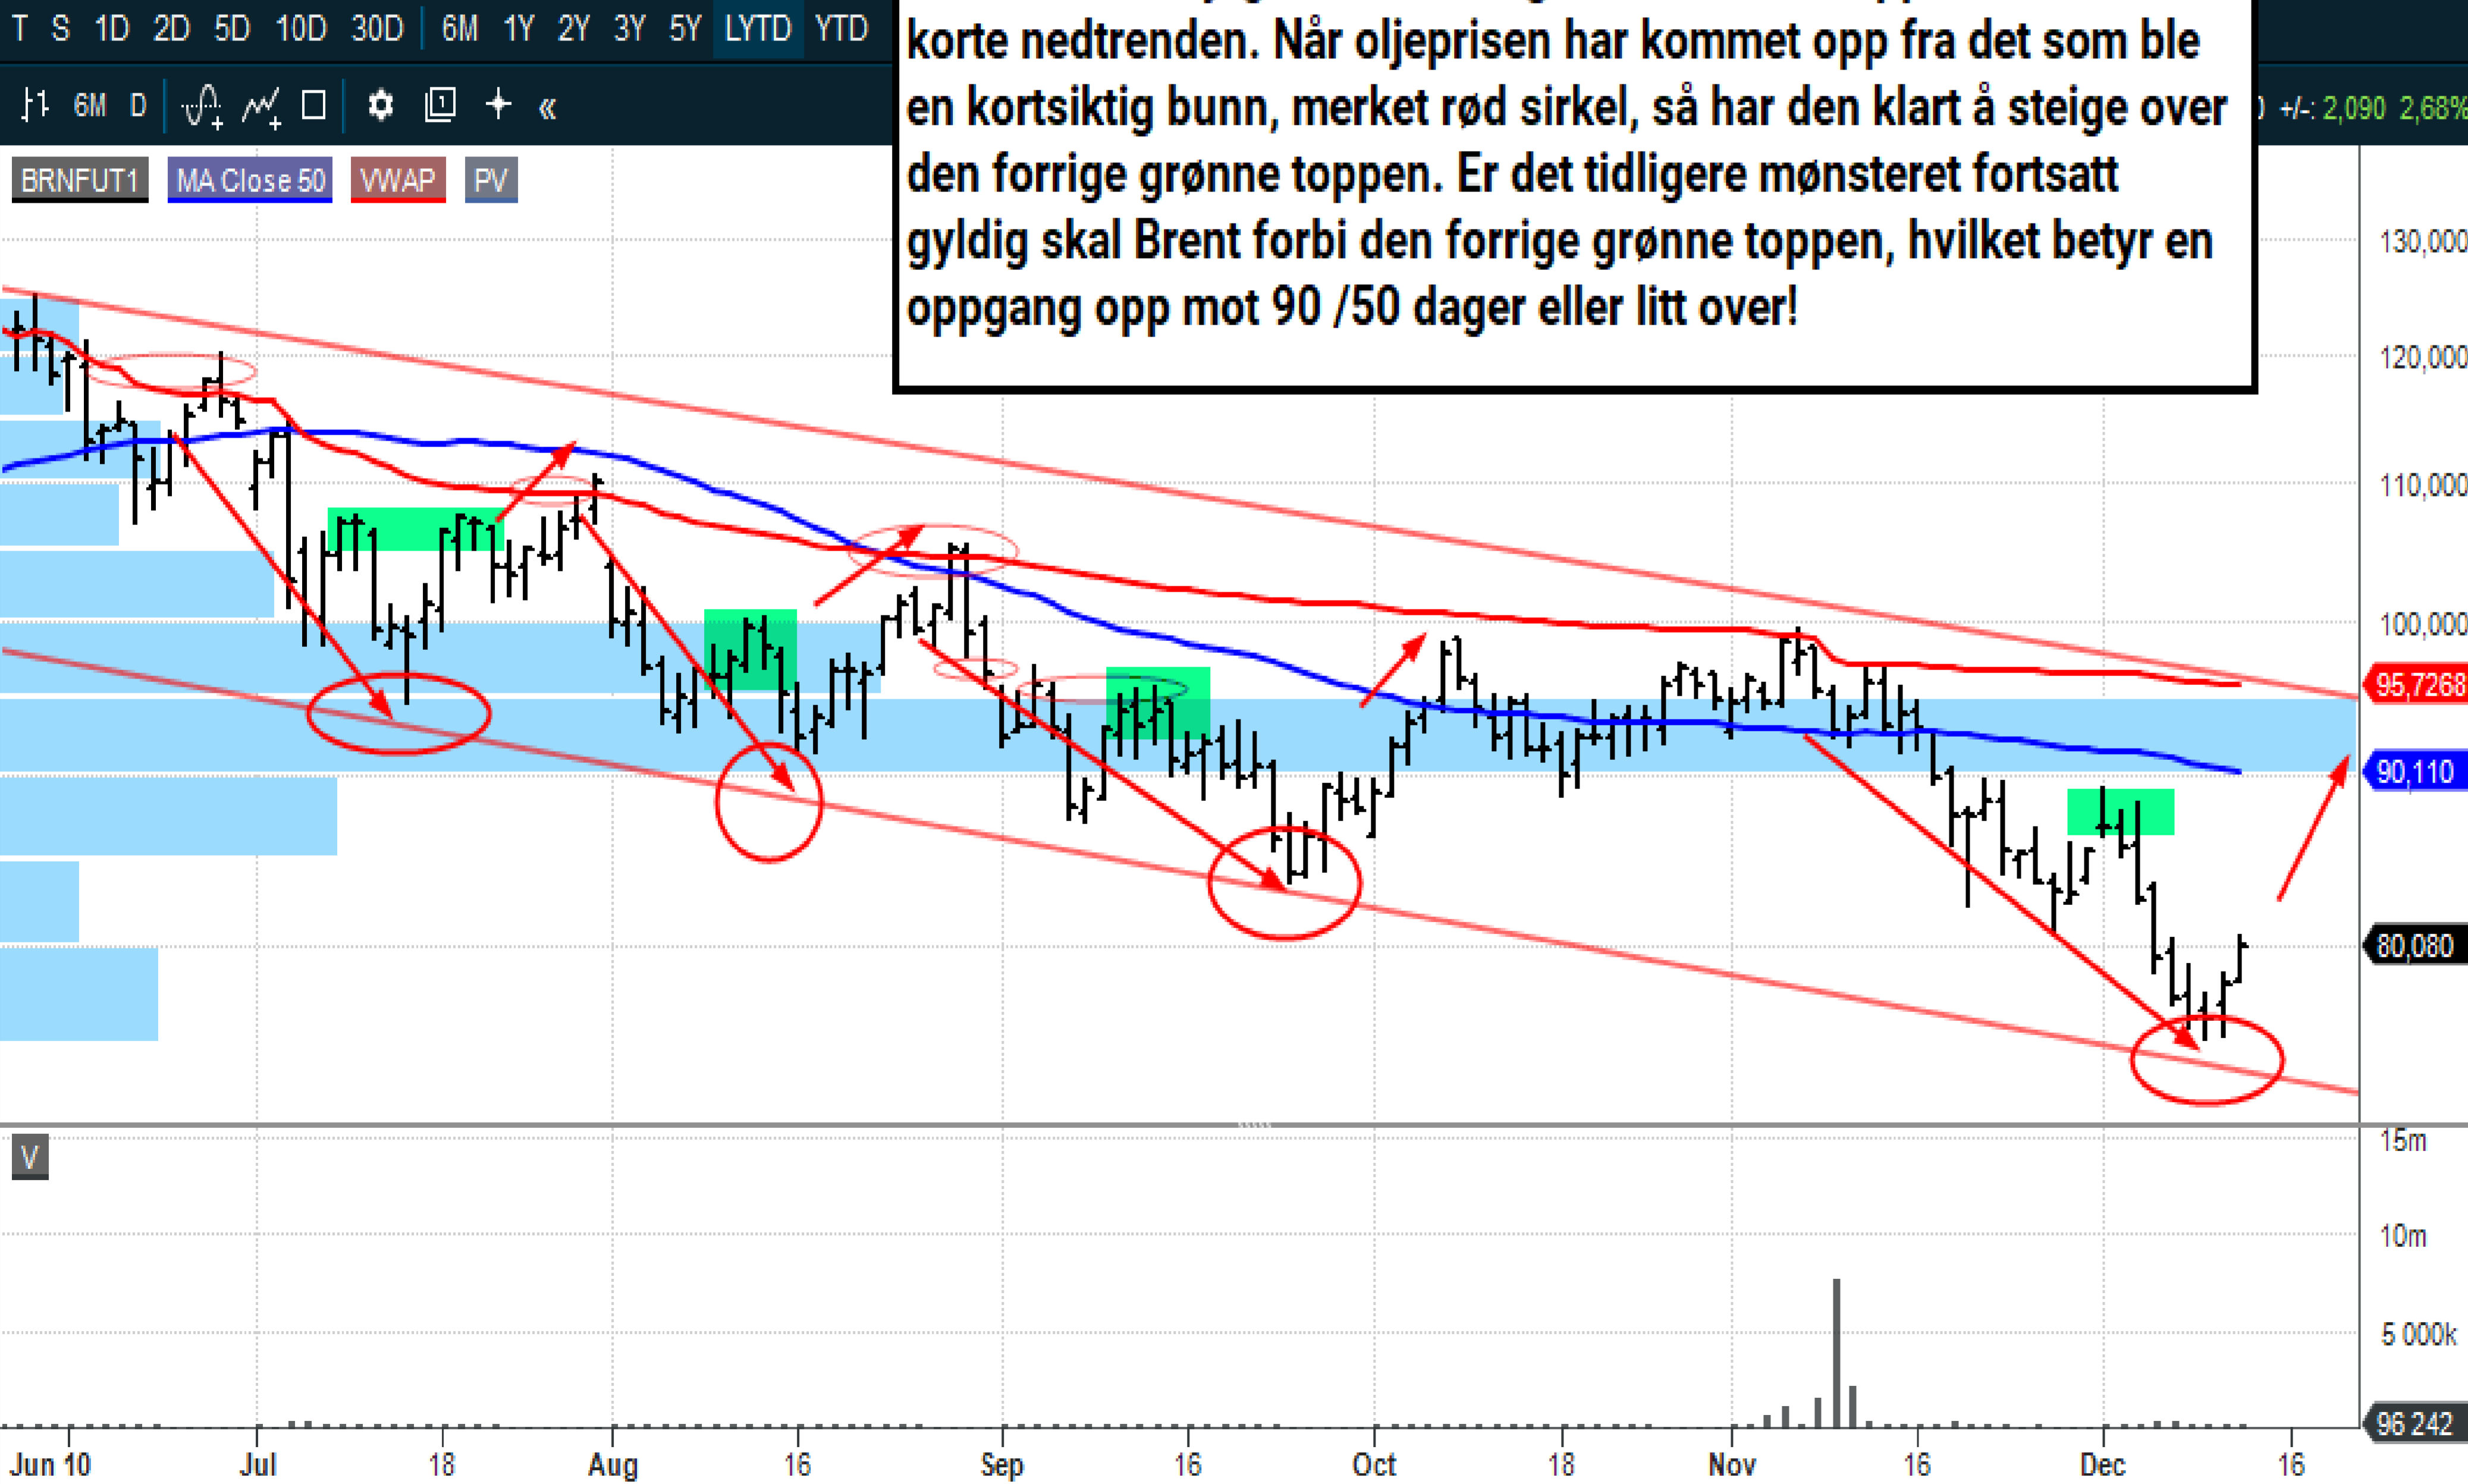 T S 1D 2D 5D 10D 30D 6M 1Y 2Y 3Y 5Y LYTD YTD
korte nedtrenden. Når oljeprisen har kommet opp fra det som ble
6M D 1 «
en kortsiktig bunn, merket rød sirkel, så har den klart å steige over
+/-: 2,090 2,68%
den forrige grønne toppen. Er det tidligere mønsteret fortsatt
gyldig skal Brent forbi den forrige grønne toppen, hvilket betyr en
oppgang opp mot 90 /50 dager eller litt over!
BRNFUT1 MA Close 50 VWAP PV
130,000
120,000
110,000
100,000
95,7268
90,110
80,080
V
15m
10m
5 000k
96 242
Jun 10 Jul 18 Aug 16 Sep 16 Oct 18 Nov 16 Dec 16